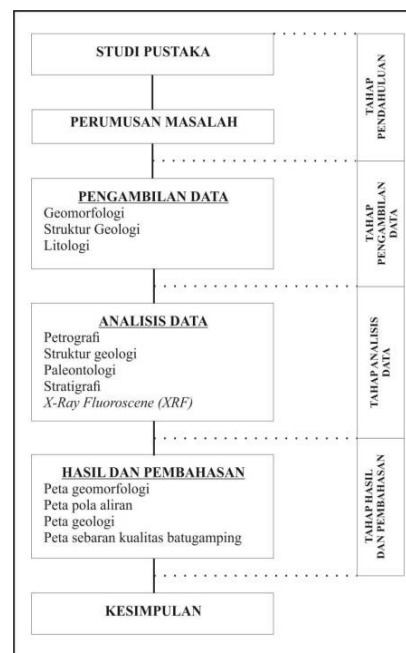 STUDI PUSTAKA
PERUMUSAN MASALAH
TAHAP
PENDAHULUAN
PENGAMBILAN DATA
Geomorfologi
Struktur Geologi
Litologi
TAHAP
PENGAMBILAN
DATA
ANALISIS DATA
Petrografi
Struktur geologi
Paleontologi
Stratigrafi
X-Ray Fluoroscene (XRF)
TAHAP ANALISIS
DATA
HASIL DAN PEMBAHASAN
Peta geomorfologi
Peta pola aliran
Peta geologi
Peta sebaran kualitas batugamping
TAHAP HASIL
DAN PEMBAHASAN
KESIMPULAN